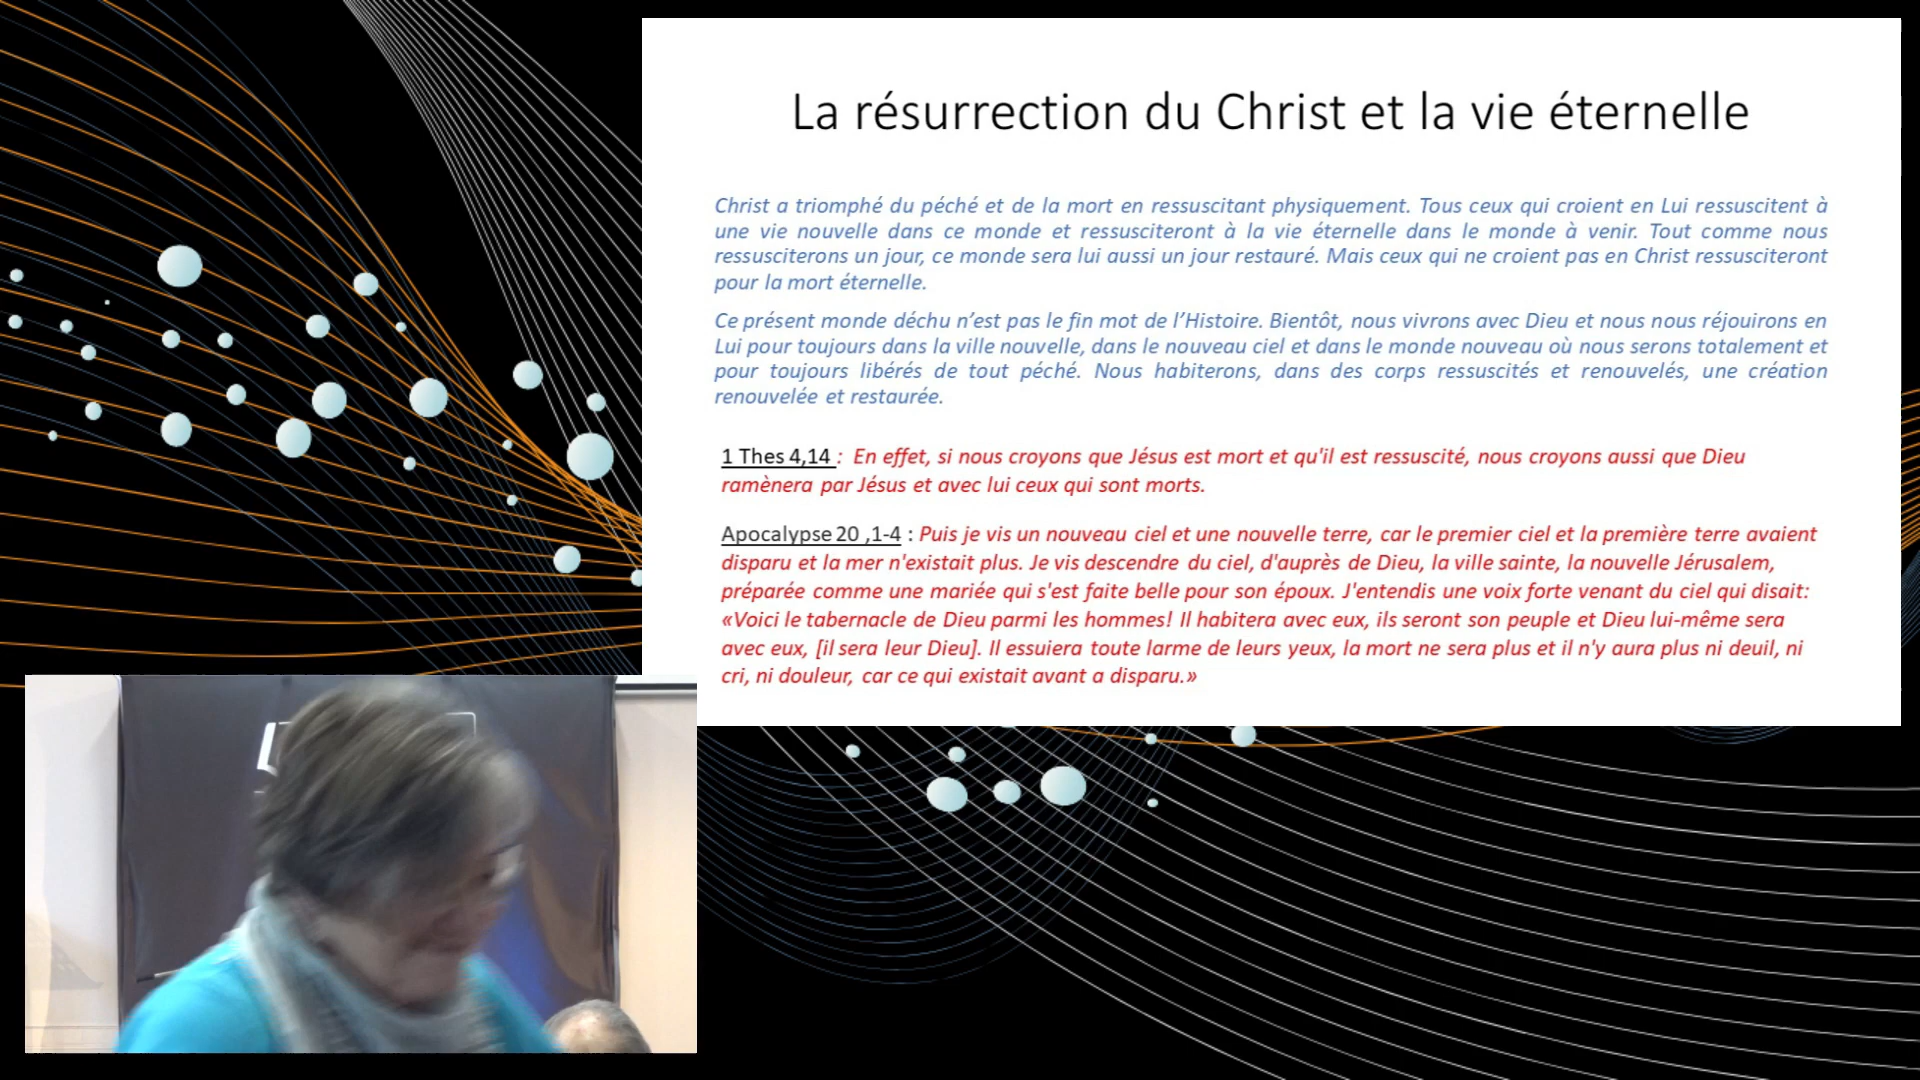 La résurrection du Christ et la vie éternelle
Christ a triomphé du péché et de la mort en ressuscitant physiquement. Tous ceux qui croient en Lui ressuscitent à
une vie nouvelle dans ce monde et ressusciteront à la vie éternelle dans le monde à venir. Tout comme nous
ressusciterons un jour, ce monde sera lui aussi un jour restauré. Mais ceux qui ne croient pas en Christ ressusciteront
pour la mort éternelle.
Ce présent monde déchu n’est pas le fin mot de l’Histoire. Bientôt, nous vivrons avec Dieu et nous nous réjouirons en
Lui pour toujours dans la ville nouvelle, dans le nouveau ciel et dans le monde nouveau où nous serons totalement et
pour toujours libérés de tout péché. Nous habiterons, dans des corps ressuscités et renouvelés, une création
renouvelée et restaurée.
1 Thes 4,14 : En effet, si nous croyons que Jésus est mort et qu'il est ressuscité, nous croyons aussi que Dieu
ramènera par Jésus et avec lui ceux qui sont morts.
Apocalypse 20 ,1-4 : Puis je vis un nouveau ciel et une nouvelle terre, car le premier ciel et la première terre avaient
disparu et la mer n'existait plus. Je vis descendre du ciel, d'auprès de Dieu, la ville sainte, la nouvelle Jérusalem,
préparée comme une mariée qui s'est faite belle pour son époux. J'entendis une voix forte venant du ciel qui disait:
«Voici le tabernacle de Dieu parmi les hommes! Il habitera avec eux, ils seront son peuple et Dieu lui-même sera
avec eux, [il sera leur Dieu]. Il essuiera toute larme de leurs yeux, la mort ne sera plus et il n'y aura plus ni deuil, ni
cri, ni douleur, car ce qui existait avant a disparu.»